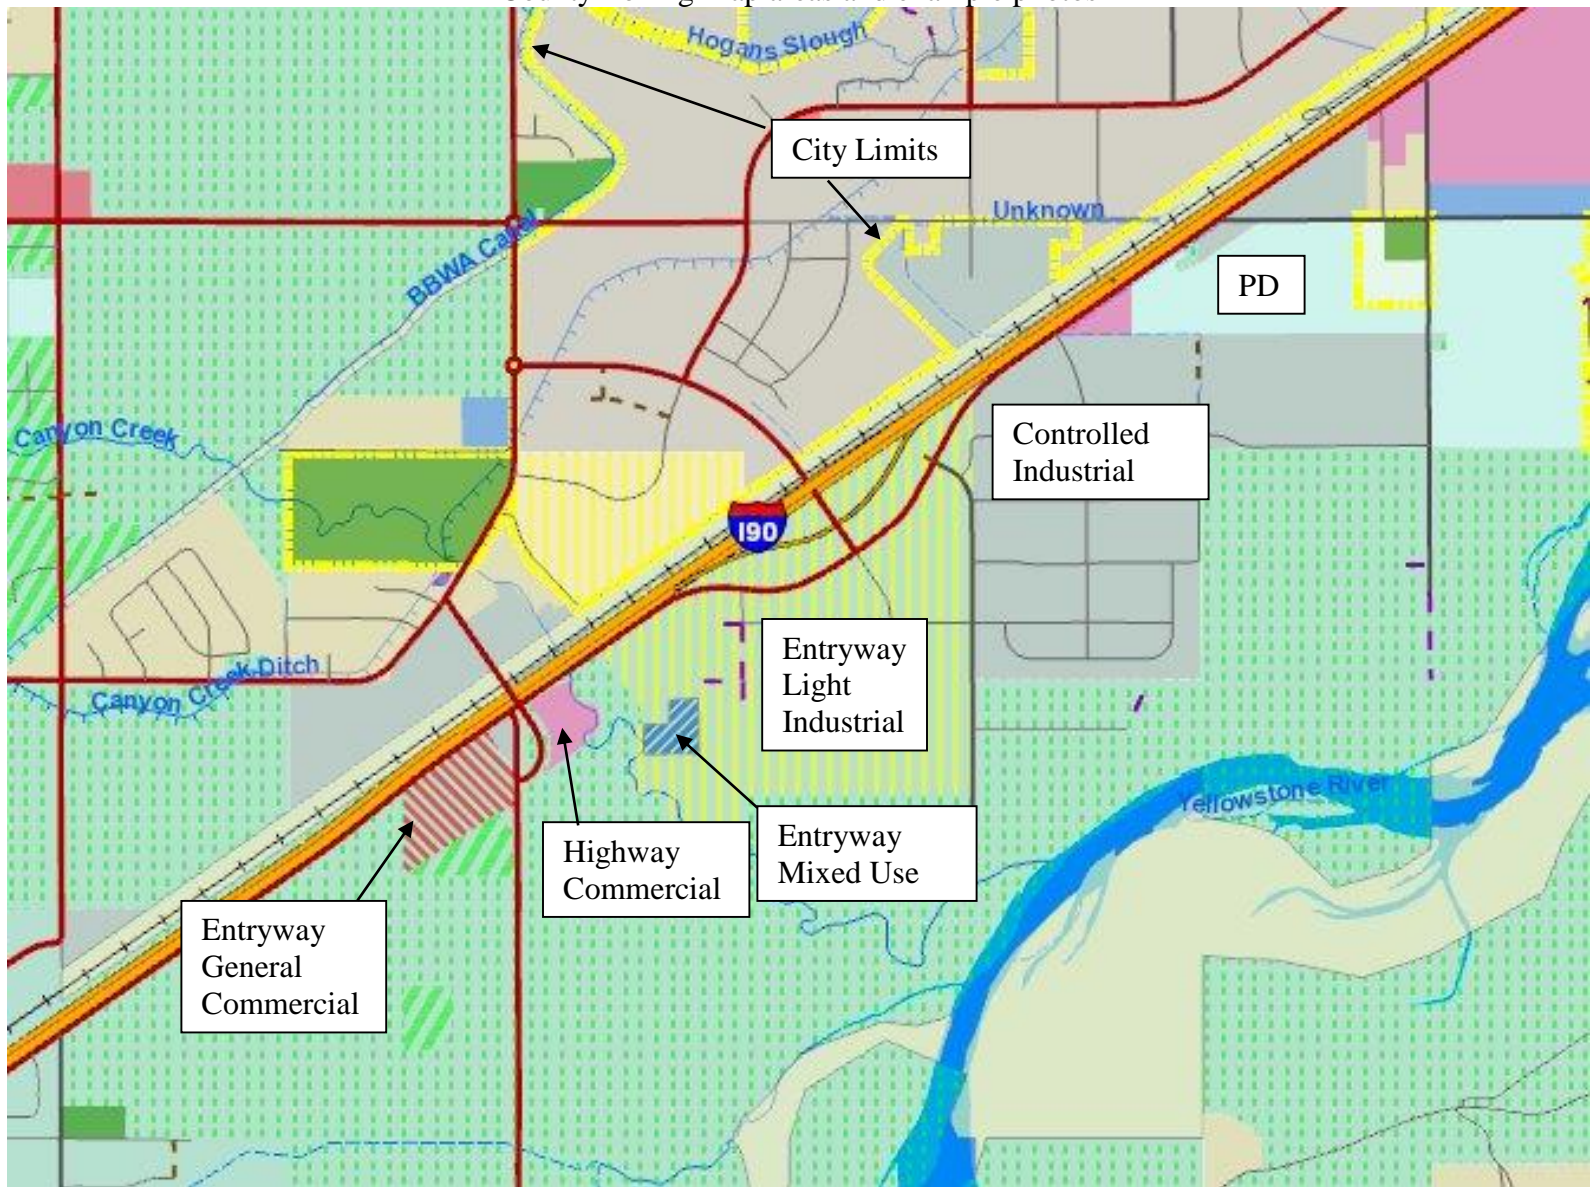 Hogans Slough
City Limits
Unknown
BBWA Canal
PD
Canyon Creek
Controlled
Industrial
I90
Entryway
Light
Industrial
Canyon Creek Ditch
Yellowstone River
Highway
Commercial
Entryway
Mixed Use
Entryway
General
Commercial